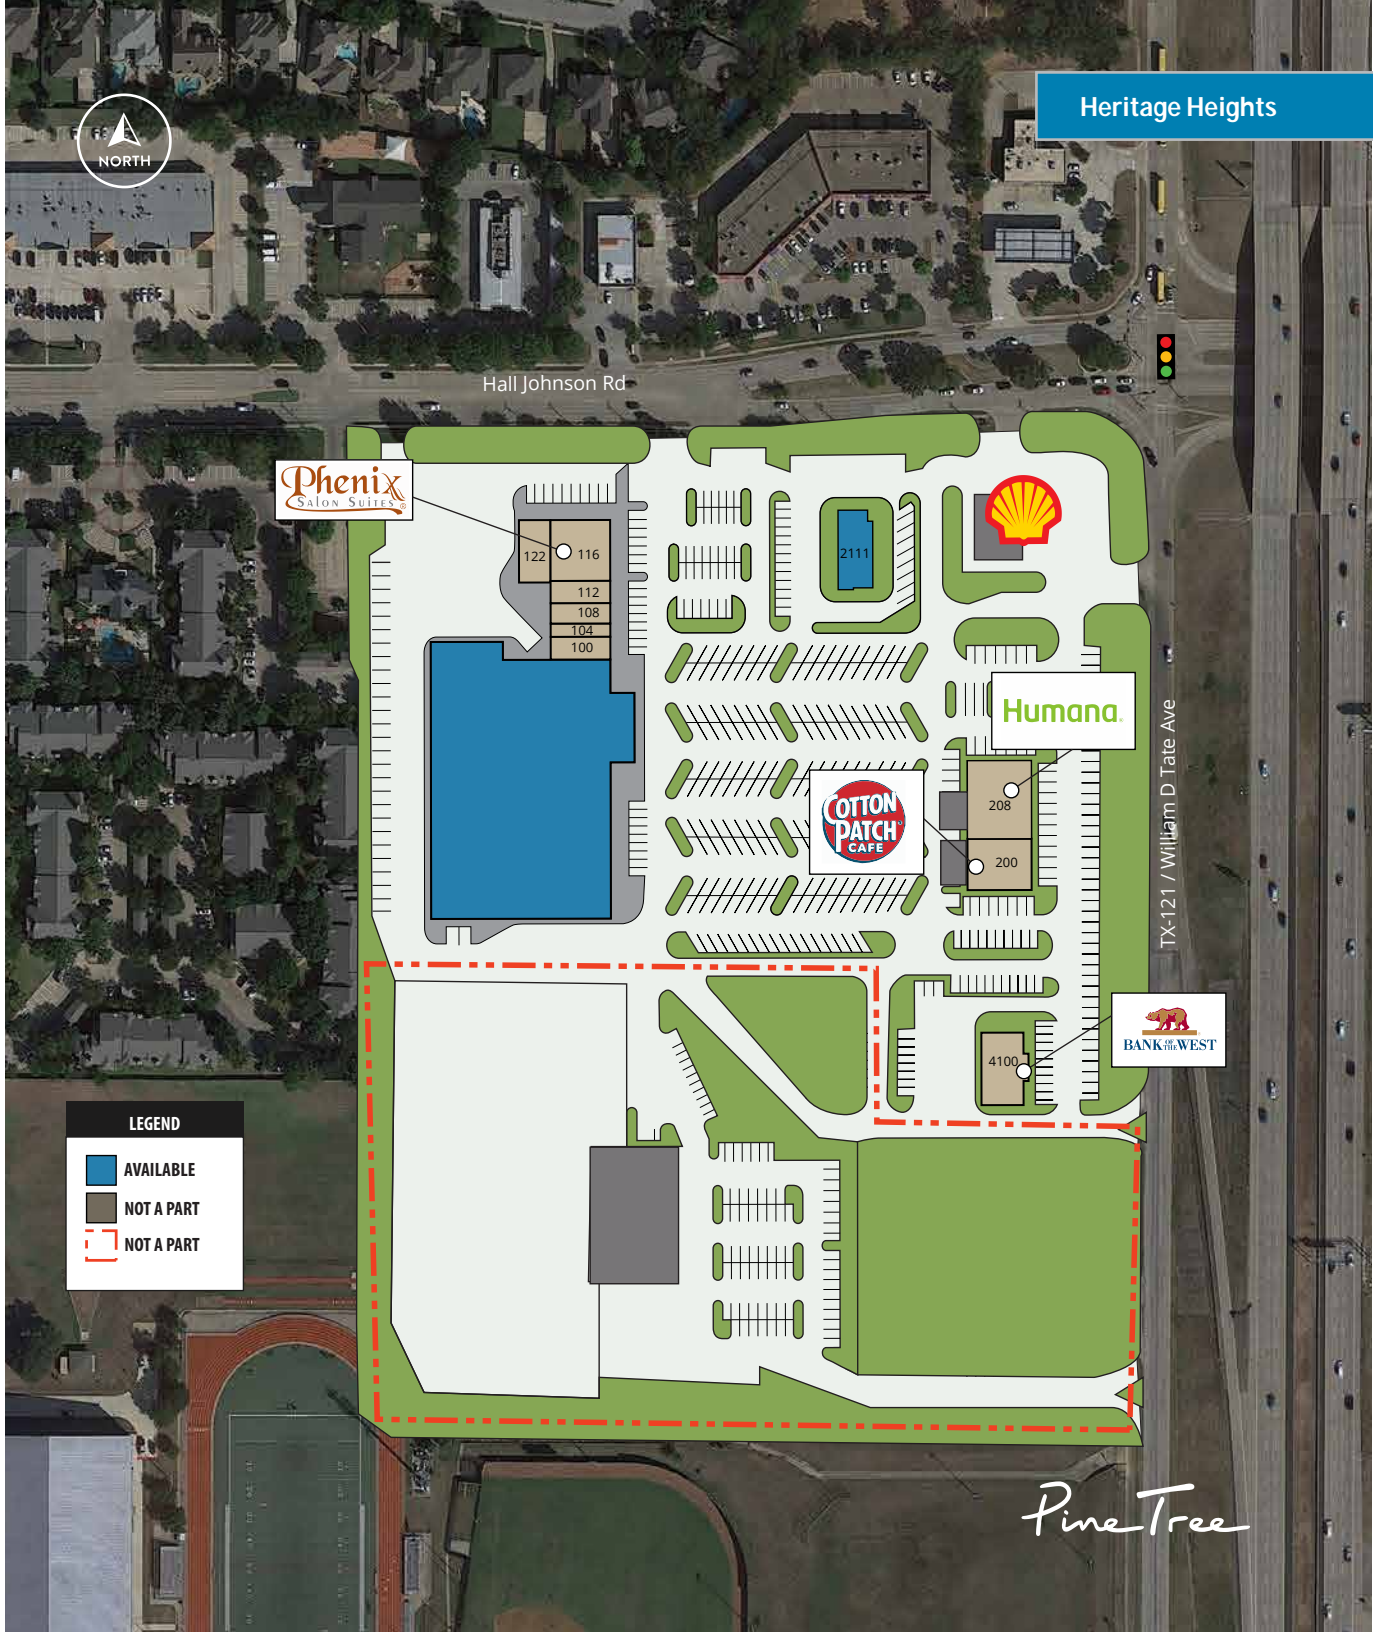 Heritage Heights
NORTH
Hall Johnson Rd
Phenix
SALON SUITES®
122
116
112
108
104
100
2111
Humana.
TX-121 / William D Tate Ave
COTTON
PATCH
CAFE
208
200
4100
BANK OF THE WEST
LEGEND
AVAILABLE
NOT A PART
NOT A PART
PineTree